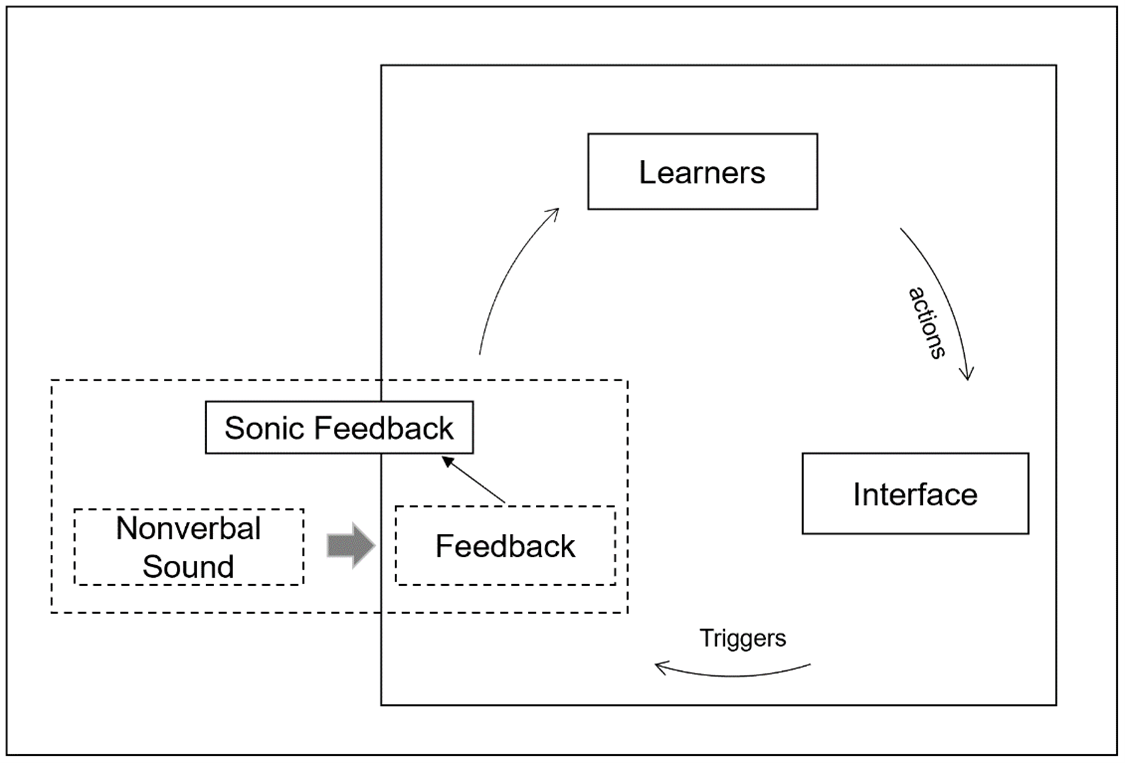 Learners
actions
Sonic Feedback
Interface
Nonverbal
Sound
Feedback
Triggers